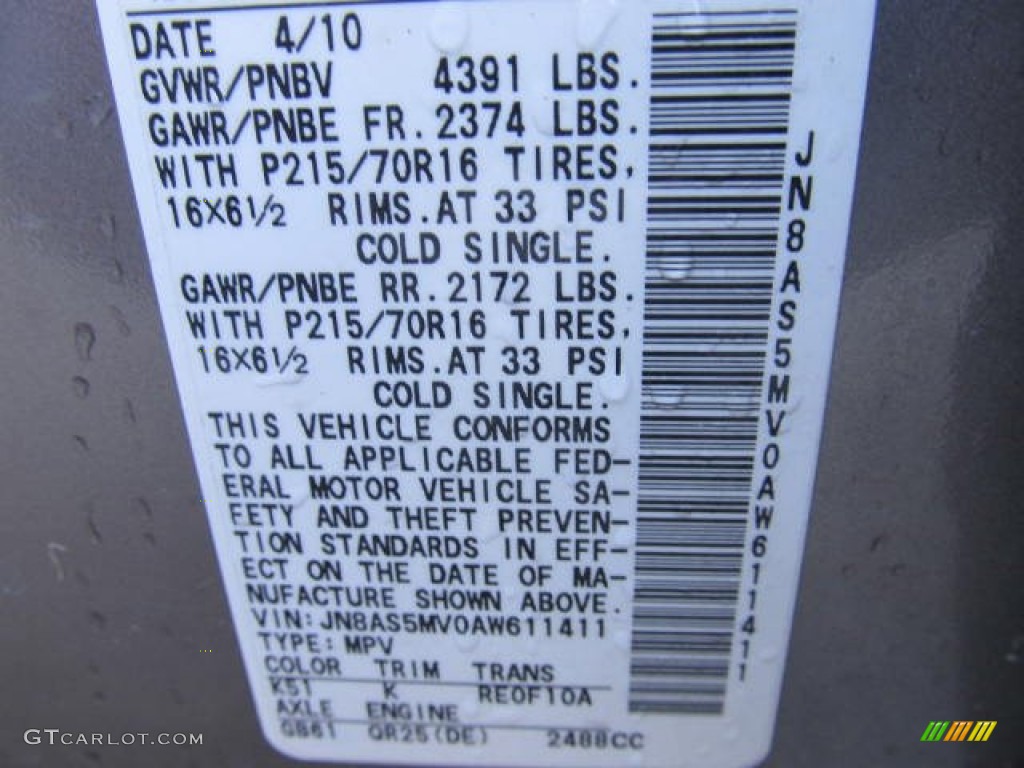 DATE 4/10
GVWR/PNBV 4391 LBS.
GAWR/PNBE FR. 2374 LBS.
WITH P215/70R16 TIRES,
16X6 1/2 RIMS. AT 33 PSI
COLD SINGLE.
GAWR/PNBE RR. 2172 LBS.
WITH P215/70R16 TIRES,
16X6 1/2 RIMS. AT 33 PSI
COLD SINGLE.
THIS VEHICLE CONFORMS
TO ALL APPLICABLE FED-
ERAL MOTOR VEHICLE SA-
FETY AND THEFT PREVEN-
TION STANDARDS IN EFF-
ECT ON THE DATE OF MA-
NUFACTURE SHOWN ABOVE.
VIN: JN8AS5MV0AW611411
TYPE: MPV
COLOR TRIM TRANS
K51 K RE0F10A
AXLE ENGINE
GB61 QR25(DE) 2488CC
JN8AS5MV0AW611411
GTCARLOT.COM